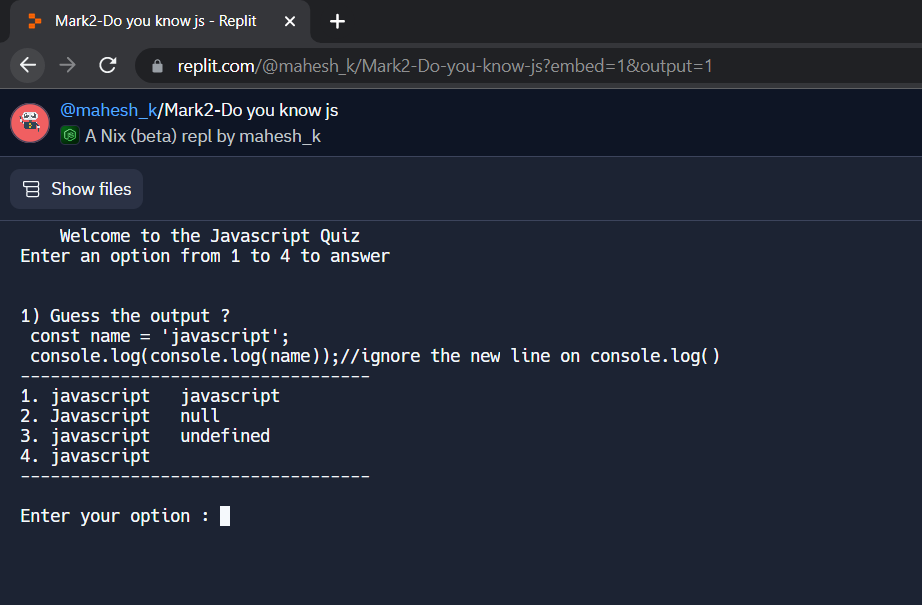 Mark2-Do you know js - Replit
replit.com/@mahesh_k/Mark2-Do-you-know-js?embed=1&output=1
@mahesh_k/Mark2-Do you know js
A Nix (beta) repl by mahesh_k
Show files
Welcome to the Javascript Quiz
Enter an option from 1 to 4 to answer
1) Guess the output ?
const name = 'javascript';
console.log(console.log(name));//ignore the new line on console.log()
-----------------------------------
1. javascript   javascript
2. Javascript   null
3. javascript   undefined
4. javascript
-----------------------------------
Enter your option :